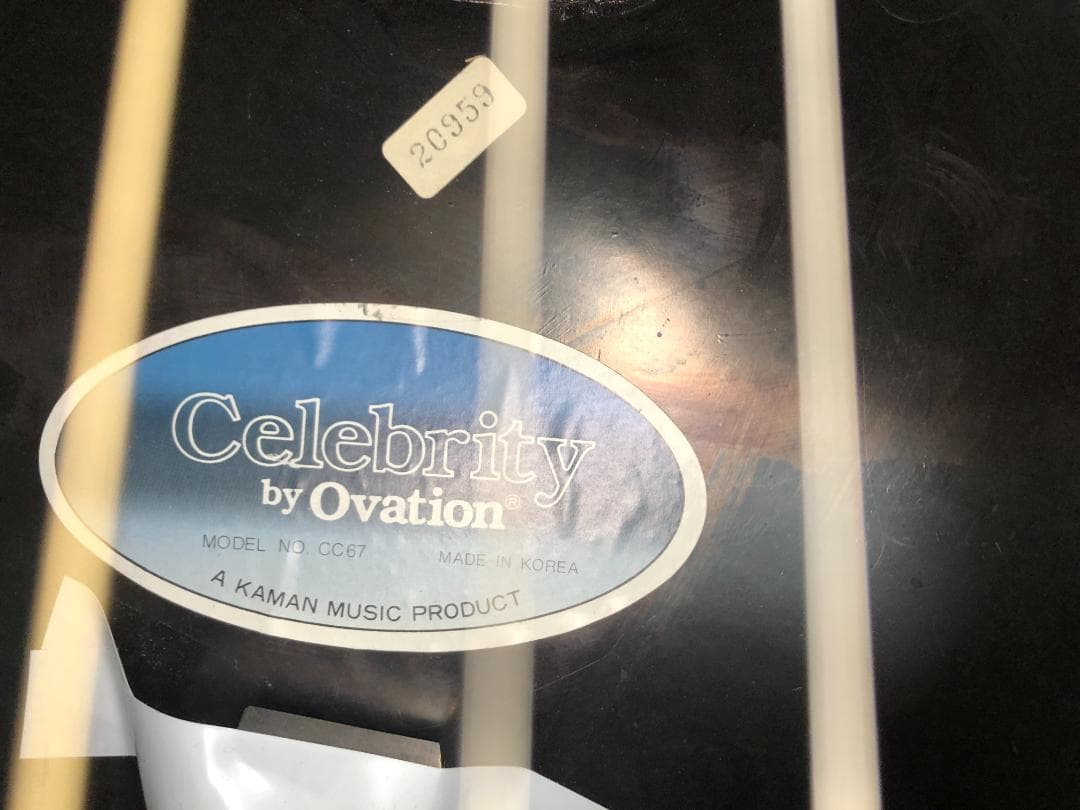 20959
Celebrity
by Ovation®
MODEL NO. CC67 MADE IN KOREA
A KAMAN MUSIC PRODUCT